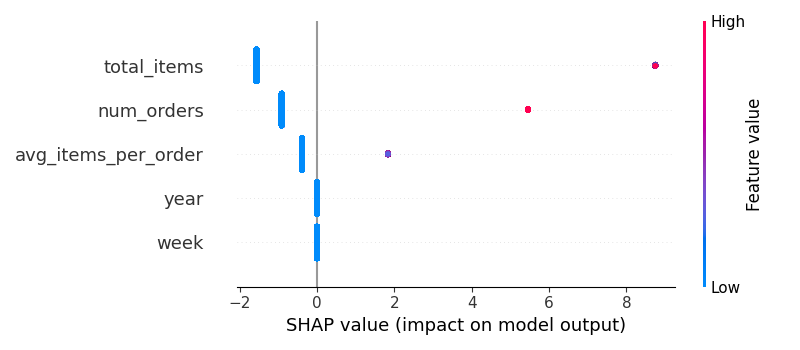 High
total_items
num_orders
avg_items_per_order
year
week
Feature value
Low
−2 0 2 4 6 8
SHAP value (impact on model output)